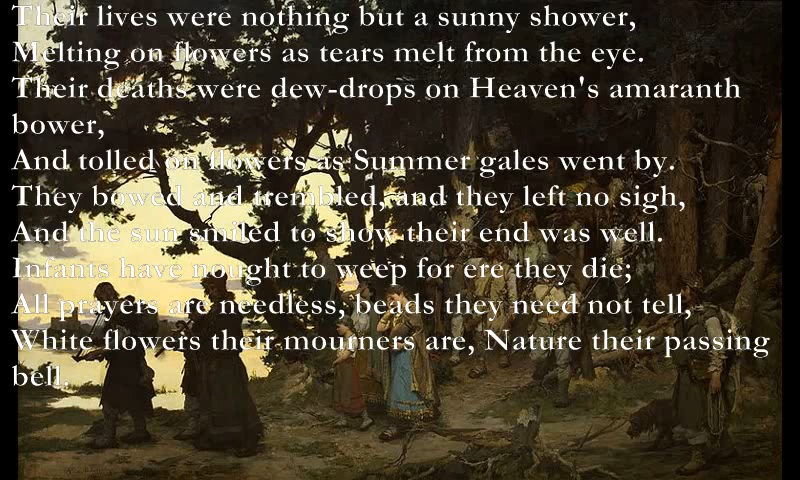 Their lives were nothing but a sunny shower,
Melting on flowers as tears melt from the eye.
Their deaths were dew-drops on Heaven's amaranth
bower,
And tolled on flowers as Summer gales went by.
They bowed and trembled, and they left no sigh,
And the sun smiled to show their end was well.
Infants have nought to weep for ere they die;
All prayers are needless, beads they need not tell,
White flowers their mourners are, Nature their passing
bell.